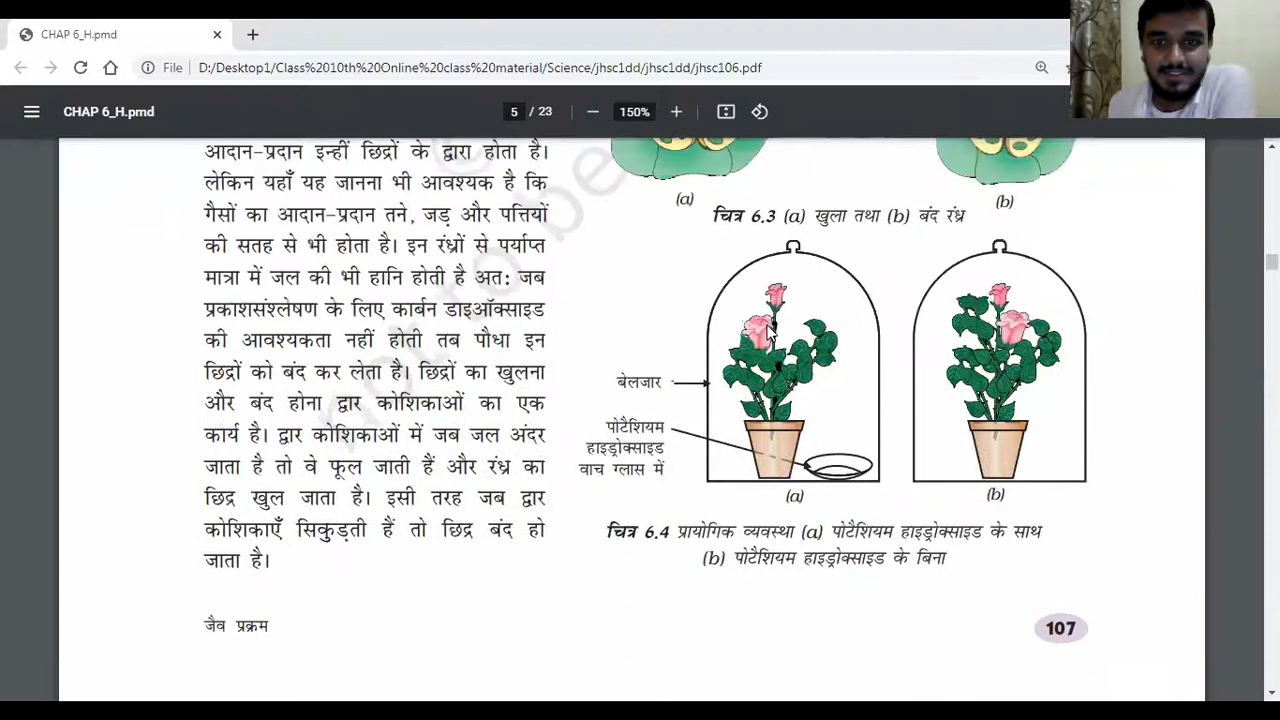 CHAP 6_H.pmd
File D:/Desktop1/Class%2010th%20Online%20class%20material/Science/jhsc1dd/jhsc1dd/jhsc106.pdf
CHAP 6_H.pmd
5 / 23
150%
आदान-प्रदान इन्हीं छिद्रों के द्वारा होता है।
लेकिन यहाँ यह जानना भी आवश्यक है कि
गैसों का आदान-प्रदान तने, जड़ और पत्तियों
की सतह से भी होता है। इन रंध्रों से पर्याप्त
मात्रा में जल की भी हानि होती है अत: जब
प्रकाशसंश्लेषण के लिए कार्बन डाइऑक्साइड
की आवश्यकता नहीं होती तब पौधा इन
छिद्रों को बंद कर लेता है। छिद्रों का खुलना
और बंद होना द्वार कोशिकाओं का एक
कार्य है। द्वार कोशिकाओं में जब जल अंदर
जाता है तो वे फूल जाती हैं और रंध्र का
छिद्र खुल जाता है। इसी तरह जब द्वार
कोशिकाएँ सिकुड़ती हैं तो छिद्र बंद हो
जाता है।
(a)
(b)
चित्र 6.3 (a) खुला तथा (b) बंद रंध्र
बेलजार
पोटैशियम
हाइड्रोक्साइड
वाच ग्लास में
(a)
(b)
चित्र 6.4 प्रायोगिक व्यवस्था (a) पोटैशियम हाइड्रोक्साइड के साथ
(b) पोटैशियम हाइड्रोक्साइड के बिना
जैव प्रक्रम
107
not to be